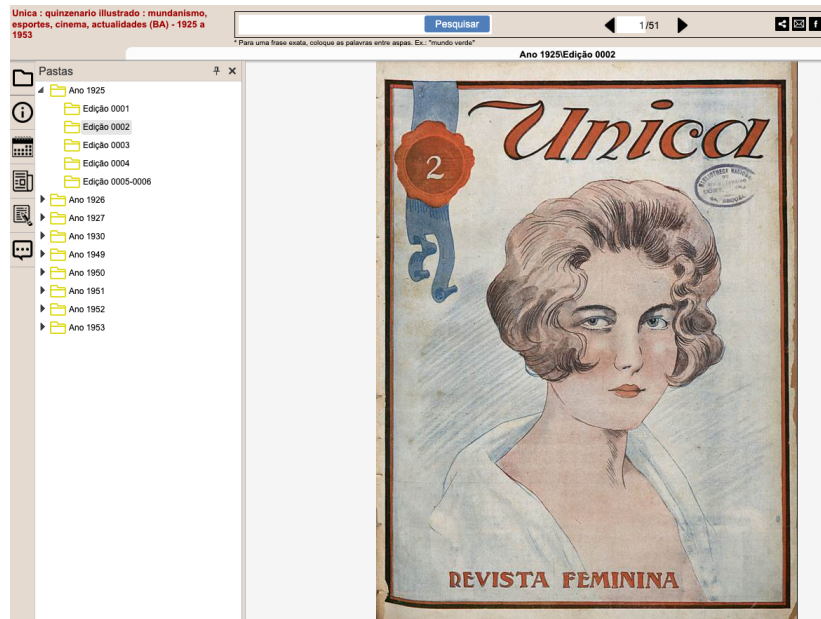 Unica : quinzenario illustrado : mundanismo,
esportes, cinema, actualidades (BA) - 1925 a
1953
Pesquisar
1/51
* Para uma frase exata, coloque as palavras entre aspas. Ex.: "mundo verde"
Ano 1925\Edição 0002
Pastas
Ano 1925
Edição 0001
Edição 0002
Edição 0003
Edição 0004
Edição 0005-0006
Ano 1926
Ano 1927
Ano 1930
Ano 1949
Ano 1950
Ano 1951
Ano 1952
Ano 1953
Unica
2
REVISTA FEMININA